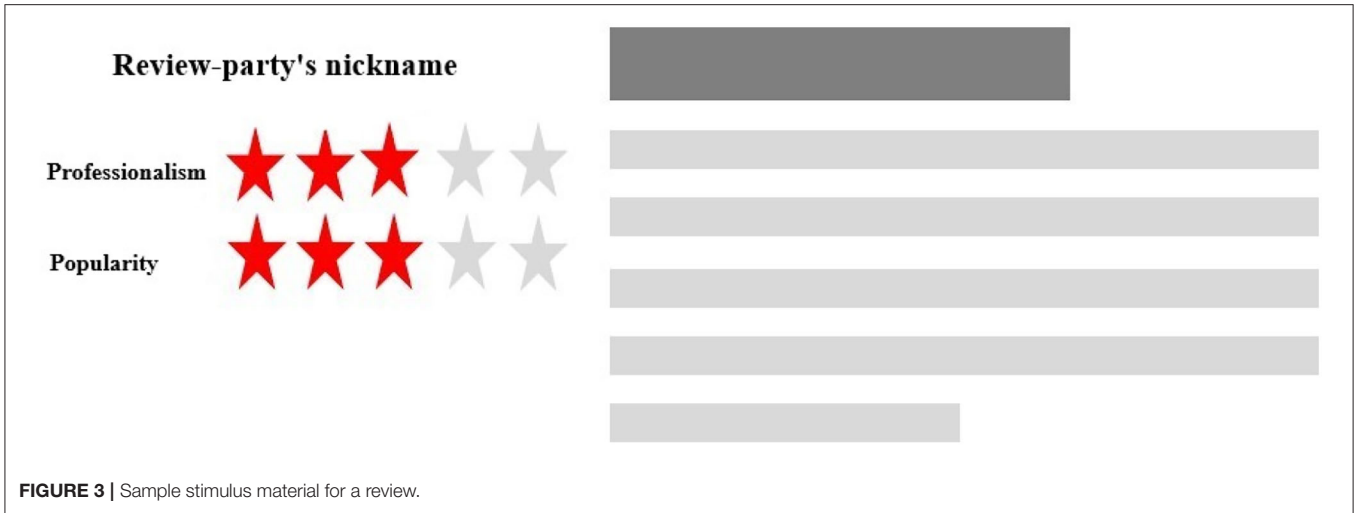 Review-party's nickname
Professionalism
Popularity
FIGURE 3 | Sample stimulus material for a review.